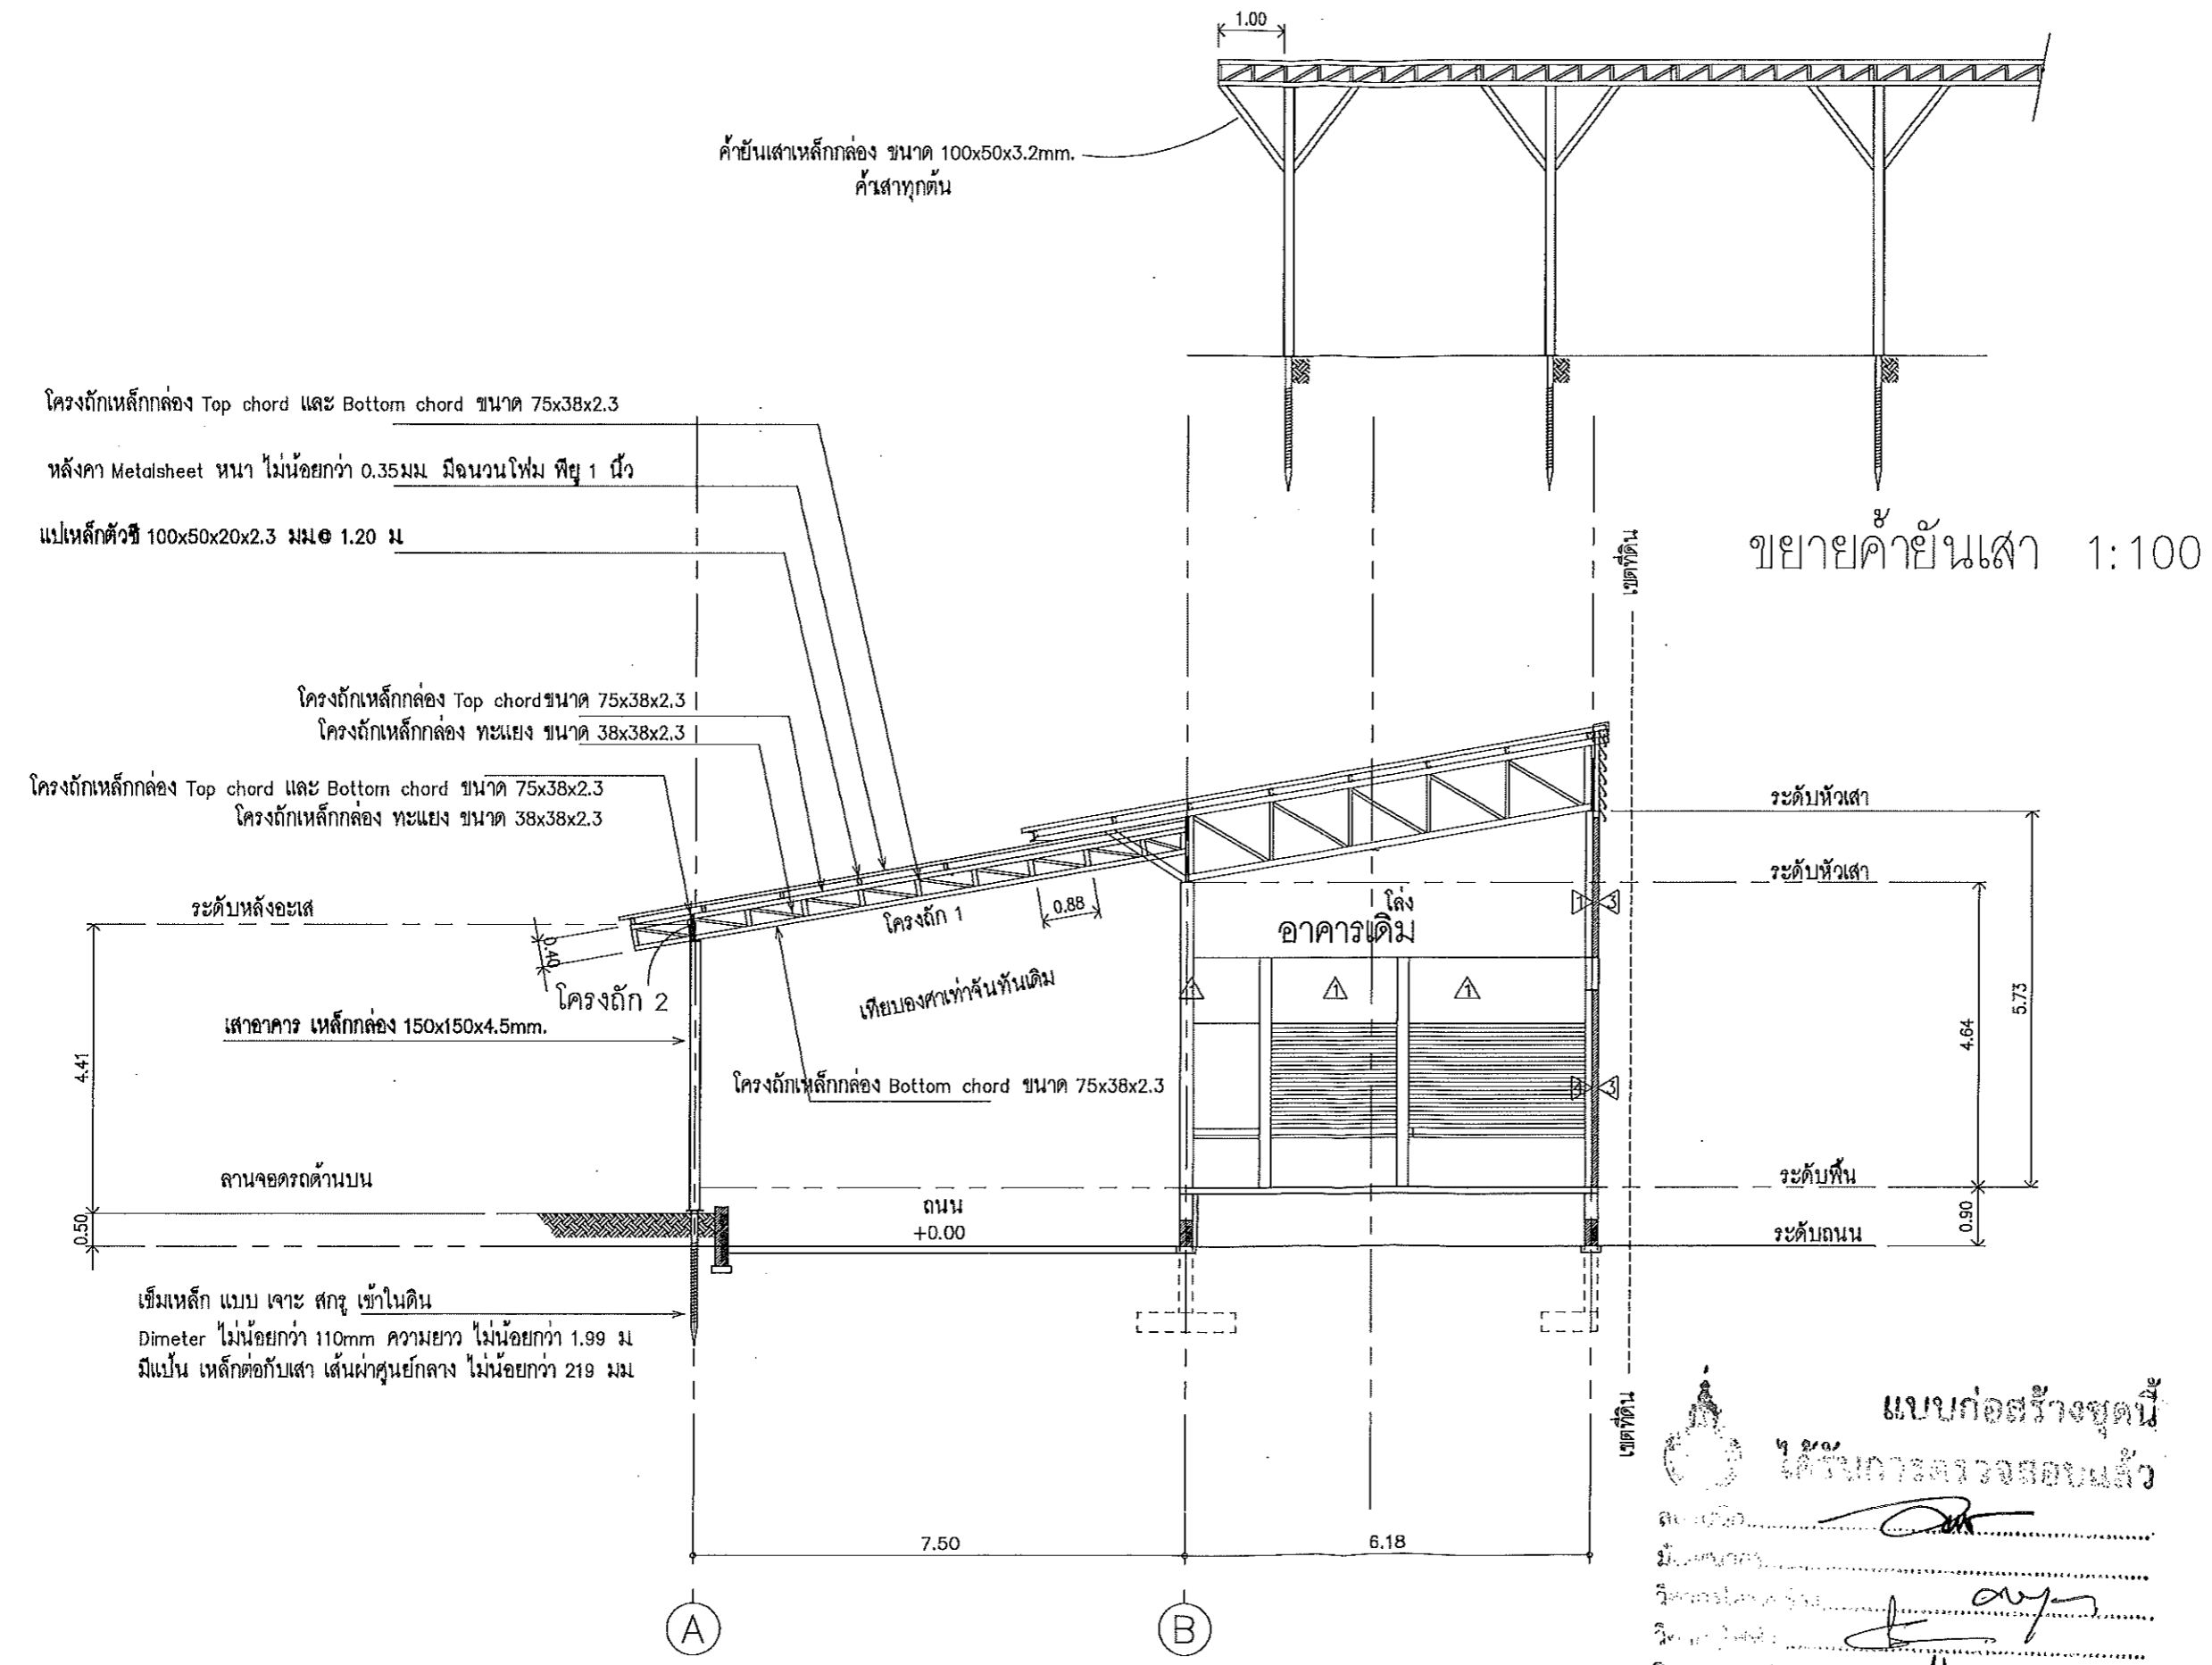 1.00
ค้ำยันเสาเหล็กกล่อง ขนาด 100x50x3.2mm.
ค้ำเสาทุกต้น
ขยายค้ำยันเสา 1:100
โครงถักเหล็กกล่อง Top chord และ Bottom chord ขนาด 75x38x2.3
หลังคา Metalsheet หนา ไม่น้อยกว่า 0.35มม มีฉนวนโฟม พียู 1 นิ้ว
แปเหล็กตัวซี 100x50x20x2.3 มม@ 1.20 ม
เขตที่ดิน
โครงถักเหล็กกล่อง Top chord ขนาด 75x38x2.3
โครงถักเหล็กกล่อง ทะแยง ขนาด 38x38x2.3
โครงถักเหล็กกล่อง Top chord และ Bottom chord ขนาด 75x38x2.3
โครงถักเหล็กกล่อง ทะแยง ขนาด 38x38x2.3
ระดับหัวเสา
ระดับหัวเสา
ระดับหลังอะเส
โครงถัก 1
0.88
โล่ง
อาคารเดิม
1
3
0.40
โครงถัก 2
เทียบองศาเท่าจันทันเดิม
1
1
1
เสาอาคาร เหล็กกล่อง 150x150x4.5mm.
4.41
4.64
5.73
โครงถักเหล็กกล่อง Bottom chord ขนาด 75x38x2.3
3
ลานจอดรถด้านบน
ถนน
+0.00
ระดับพื้น
0.50
0.90
ระดับถนน
เข็มเหล็ก แบบ เจาะ สกรู เข้าในดิน
Dimeter ไม่น้อยกว่า 110mm ความยาว ไม่น้อยกว่า 1.99 ม
มีแป้น เหล็กต่อกับเสา เส้นผ่าศูนย์กลาง ไม่น้อยกว่า 219 มม
เขตที่ดิน
แบบก่อสร้างชุดนี้
ได้รับการตรวจสอบแล้ว
7.50
6.18
A
B